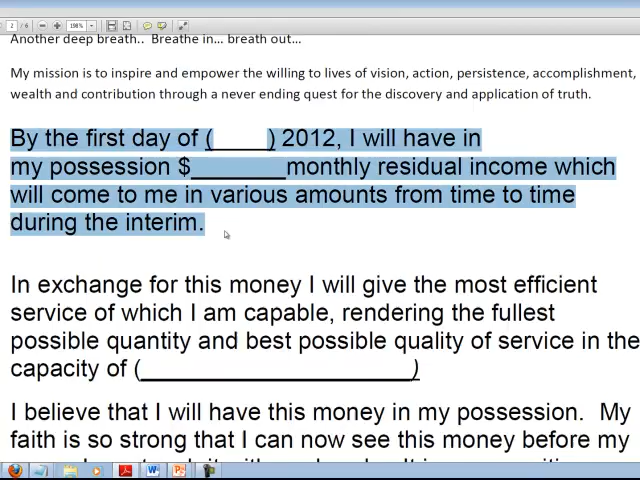 2 / 6 198%
Another deep breath.. Breathe in... breath out...
My mission is to inspire and empower the willing to lives of vision, action, persistence, accomplishment,
wealth and contribution through a never ending quest for the discovery and application of truth.
By the first day of (____) 2012, I will have in
my possession $_______monthly residual income which
will come to me in various amounts from time to time
during the interim.
In exchange for this money I will give the most efficient
service of which I am capable, rendering the fullest
possible quantity and best possible quality of service in the
capacity of (____________________)
I believe that I will have this money in my possession. My
faith is so strong that I can now see this money before my